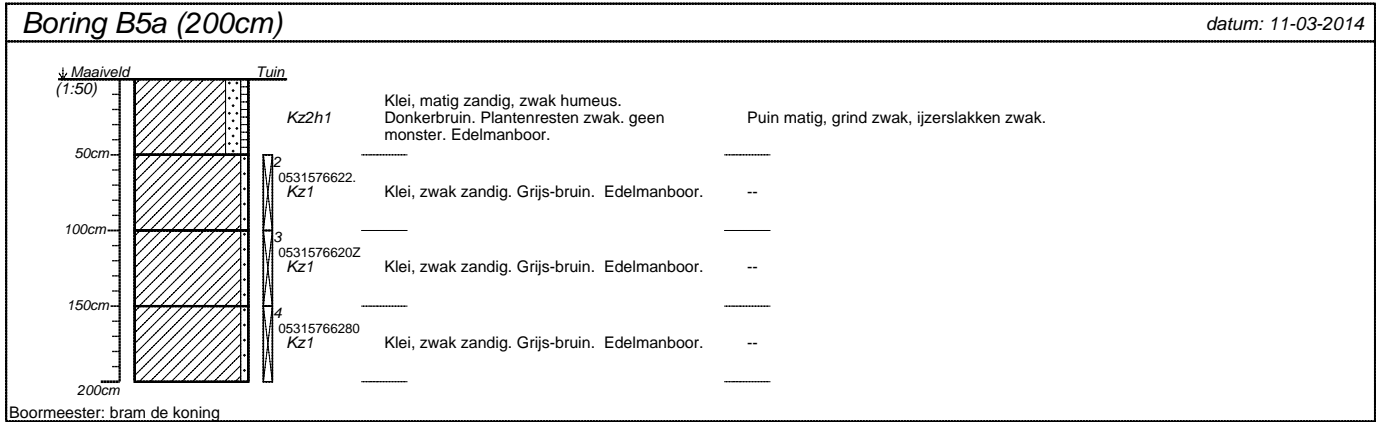 Boring B5a (200cm)
datum: 11-03-2014
Maaiveld
Tuin
(1:50)
Kz2h1
Klei, matig zandig, zwak humeus.
Donkerbruin. Plantenresten zwak. geen
monster. Edelmanboor.
Puin matig, grind zwak, ijzerslakken zwak.
50cm
2
0531576622.
Kz1
Klei, zwak zandig. Grijs-bruin. Edelmanboor.
--
100cm
3
0531576620Z
Kz1
Klei, zwak zandig. Grijs-bruin. Edelmanboor.
--
150cm
4
05315766280
Kz1
Klei, zwak zandig. Grijs-bruin. Edelmanboor.
--
200cm
Boormeester: bram de koning